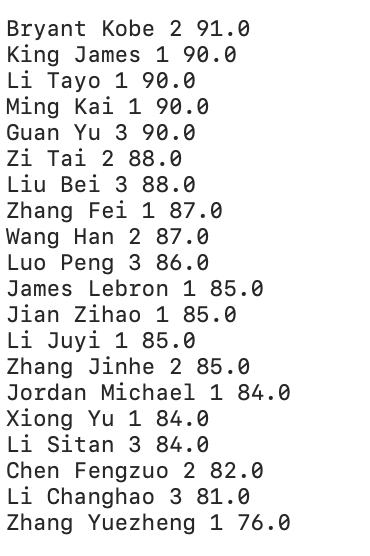 Bryant Kobe 2 91.0
King James 1 90.0
Li Tayo 1 90.0
Ming Kai 1 90.0
Guan Yu 3 90.0
Zi Tai 2 88.0
Liu Bei 3 88.0
Zhang Fei 1 87.0
Wang Han 2 87.0
Luo Peng 3 86.0
James Lebron 1 85.0
Jian Zihao 1 85.0
Li Juyi 1 85.0
Zhang Jinhe 2 85.0
Jordan Michael 1 84.0
Xiong Yu 1 84.0
Li Sitan 3 84.0
Chen Fengzuo 2 82.0
Li Changhao 3 81.0
Zhang Yuezheng 1 76.0